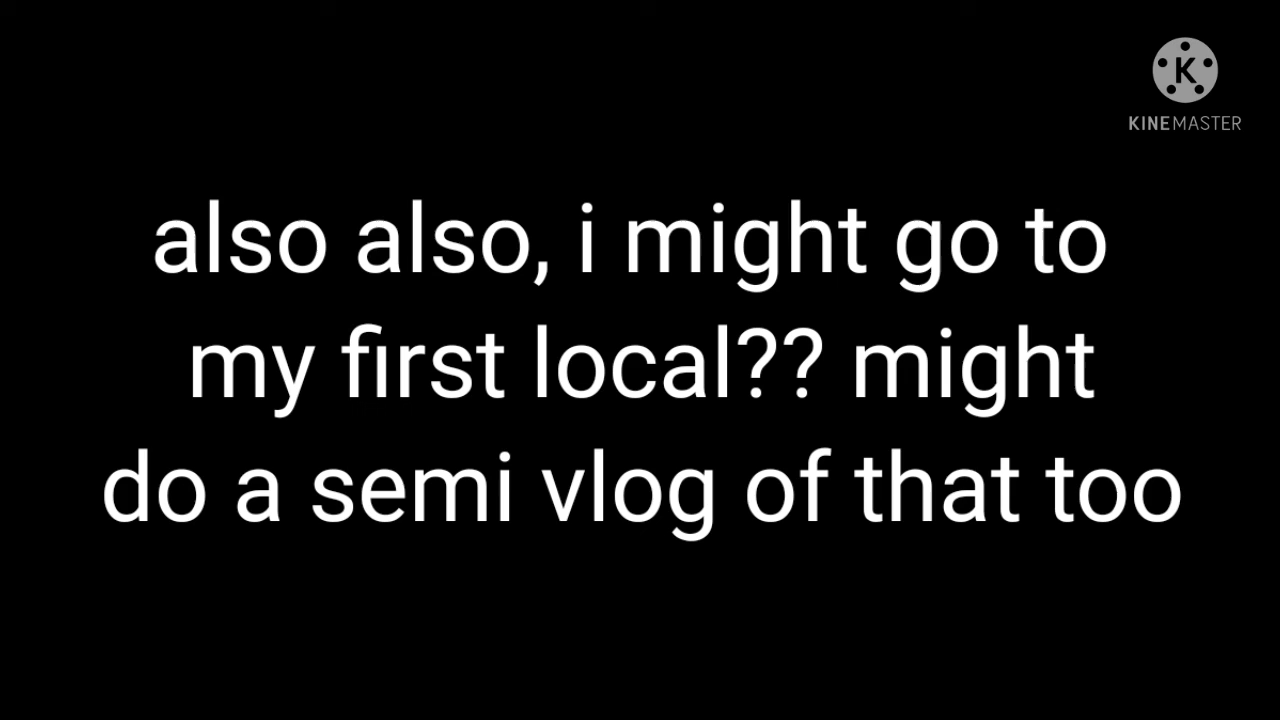 K
KINEMASTER
also also, i might go to
my first local?? might
do a semi vlog of that too